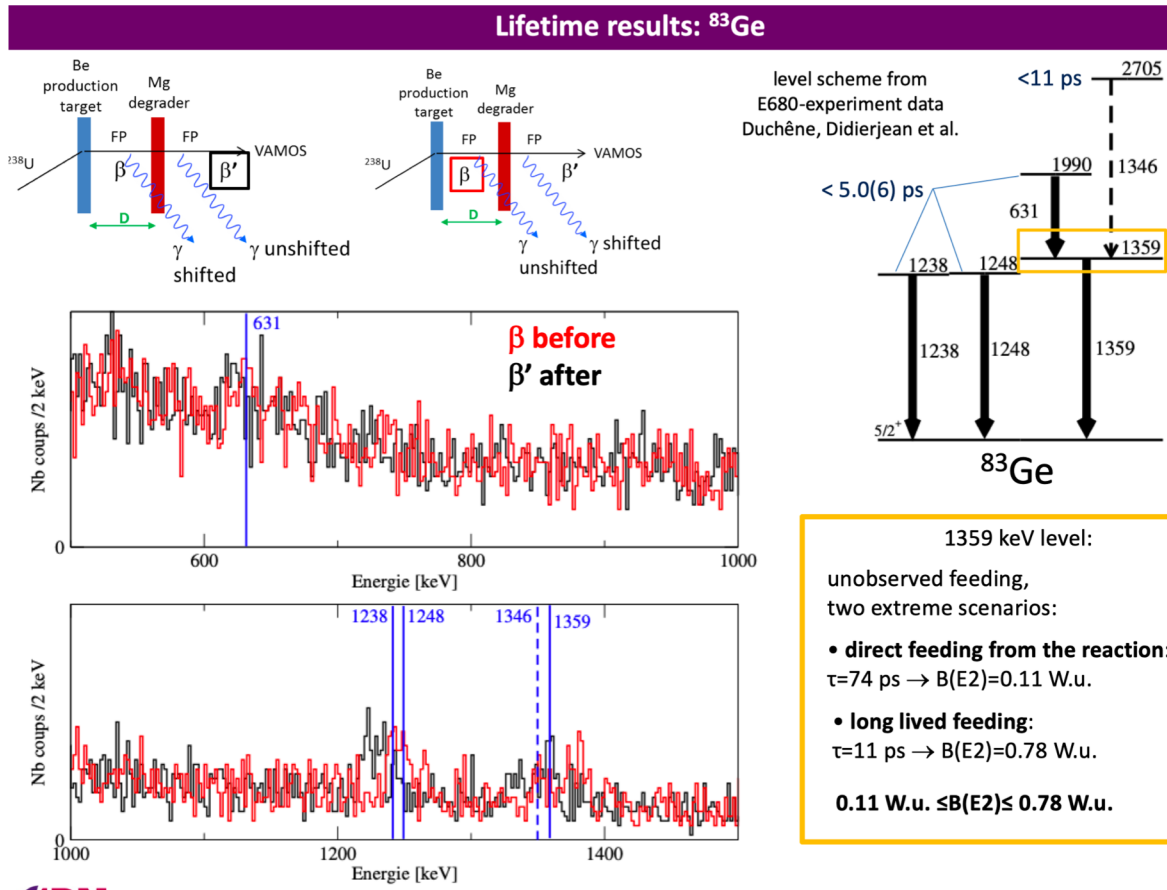 Lifetime results: ⁸³Ge
Be
production
target
Mg
degrader
FP
FP
²³⁸U
VAMOS
β
β'
D
γ
shifted
γ unshifted
Be
production
target
Mg
degrader
FP
FP
²³⁸U
VAMOS
β
β'
D
γ
unshifted
γ shifted
level scheme from
E680-experiment data
Duchêne, Didierjean et al.
<11 ps
2705
1990
1346
< 5.0(6) ps
631
1359
1238
1248
1238
1248
1359
5/2⁺
⁸³Ge
631
β before
β' after
Nb coups /2 keV
0
600
800
1000
Energie [keV]
1238
1248
1346
1359
Nb coups /2 keV
0
1000
1200
1400
Energie [keV]
1359 keV level:
unobserved feeding,
two extreme scenarios:
• direct feeding from the reaction:
τ=74 ps → B(E2)=0.11 W.u.
• long lived feeding:
τ=11 ps → B(E2)=0.78 W.u.
0.11 W.u. ≤B(E2)≤ 0.78 W.u.